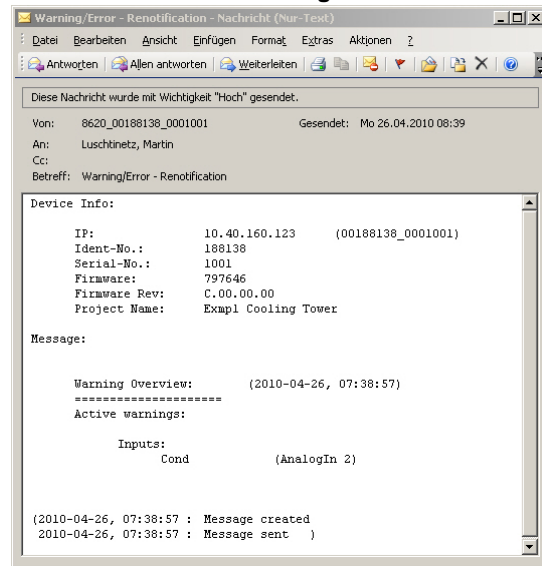 Warning/Error - Renotification - Nachricht (Nur-Text)
Datei Bearbeiten Ansicht Einfügen Format Extras Aktionen ?
Antworten Allen antworten Weiterleiten
Diese Nachricht wurde mit Wichtigkeit "Hoch" gesendet.
Von: 8620_00188138_0001001 Gesendet: Mo 26.04.2010 08:39
An: Luschtinetz, Martin
Cc:
Betreff: Warning/Error - Renotification
Device Info:
IP: 10.40.160.123 (00188138_0001001)
Ident-No.: 188138
Serial-No.: 1001
Firmware: 797646
Firmware Rev: C.00.00.00
Project Name: Exmpl Cooling Tower
Message:
Warning Overview: (2010-04-26, 07:38:57)
=====================
Active warnings:
Inputs:
Cond (AnalogIn 2)
(2010-04-26, 07:38:57 : Message created
2010-04-26, 07:38:57 : Message sent )